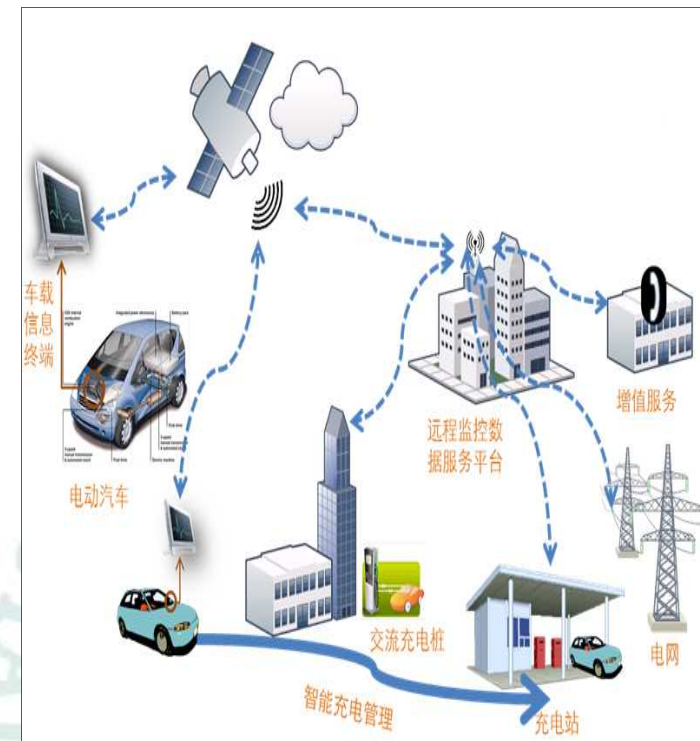 车载
信息
终端
电动汽车
增值服务
远程监控数
据服务平台
交流充电桩
电网
智能充电管理
充电站